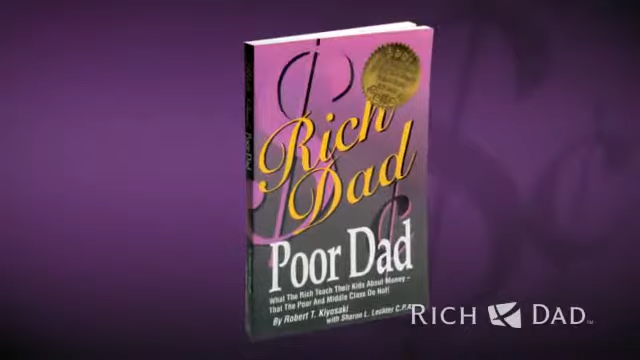 Rich
Dad
Poor Dad
What The Rich Teach Their Kids About Money –
That The Poor And Middle Class Do Not!
By Robert T. Kiyosaki
with Sharon L. Lechter C.P.A.
RICH DAD™